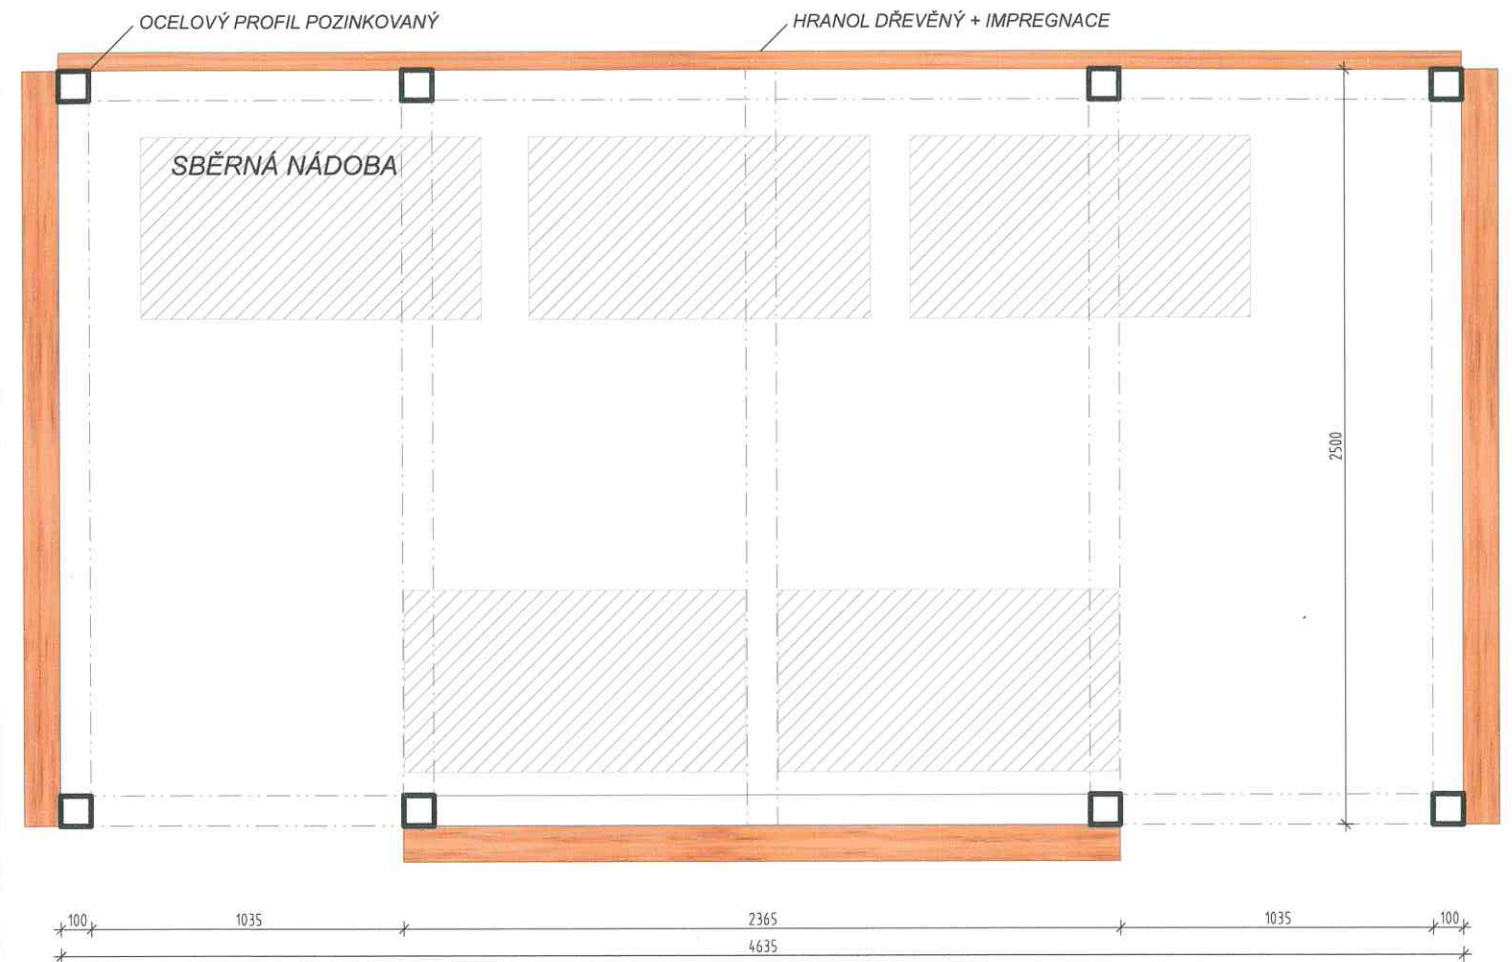 OCELOVÝ PROFIL POZINKOVANÝ
HRANOL DŘEVĚNÝ + IMPREGNACE
SBĚRNÁ NÁDOBA
2500
100
1035
2365
1035
100
4635